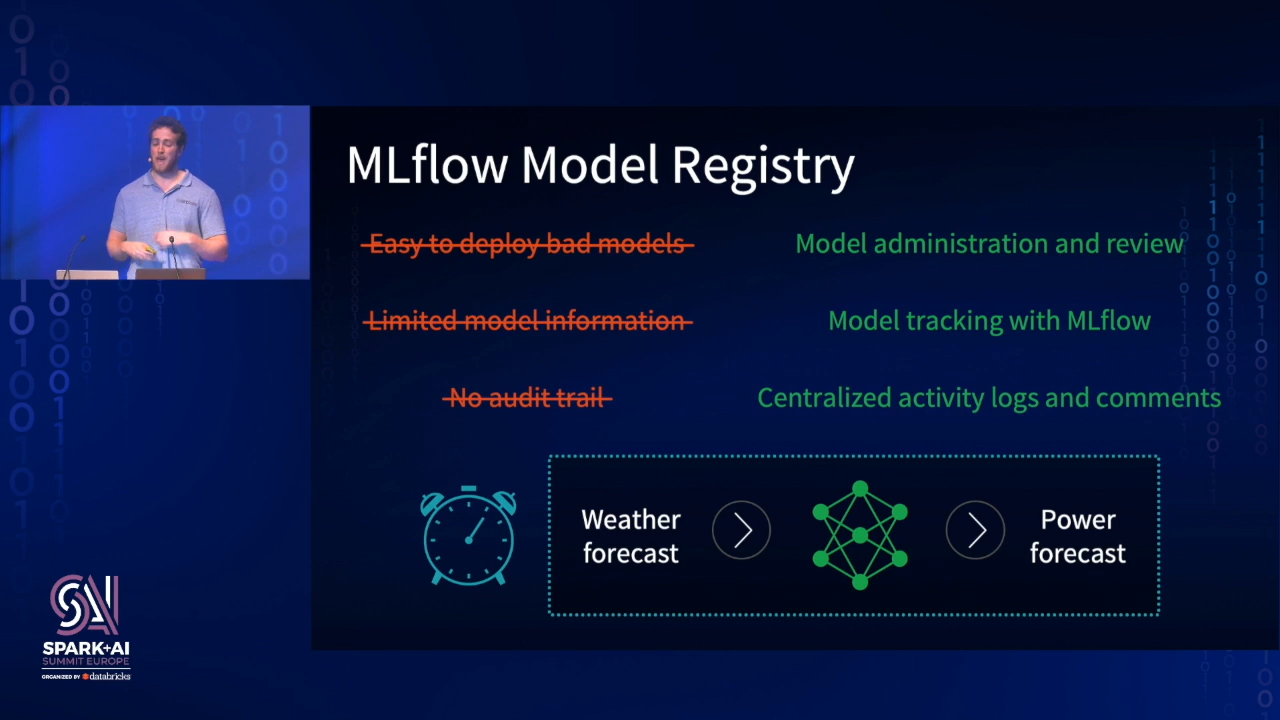 MLflow Model Registry
Easy to deploy bad models
Model administration and review
Limited model information
Model tracking with MLflow
No audit trail
Centralized activity logs and comments
Weather
forecast
Power
forecast
SAI
SPARK+AI
SUMMIT EUROPE
ORGANIZED BY databricks